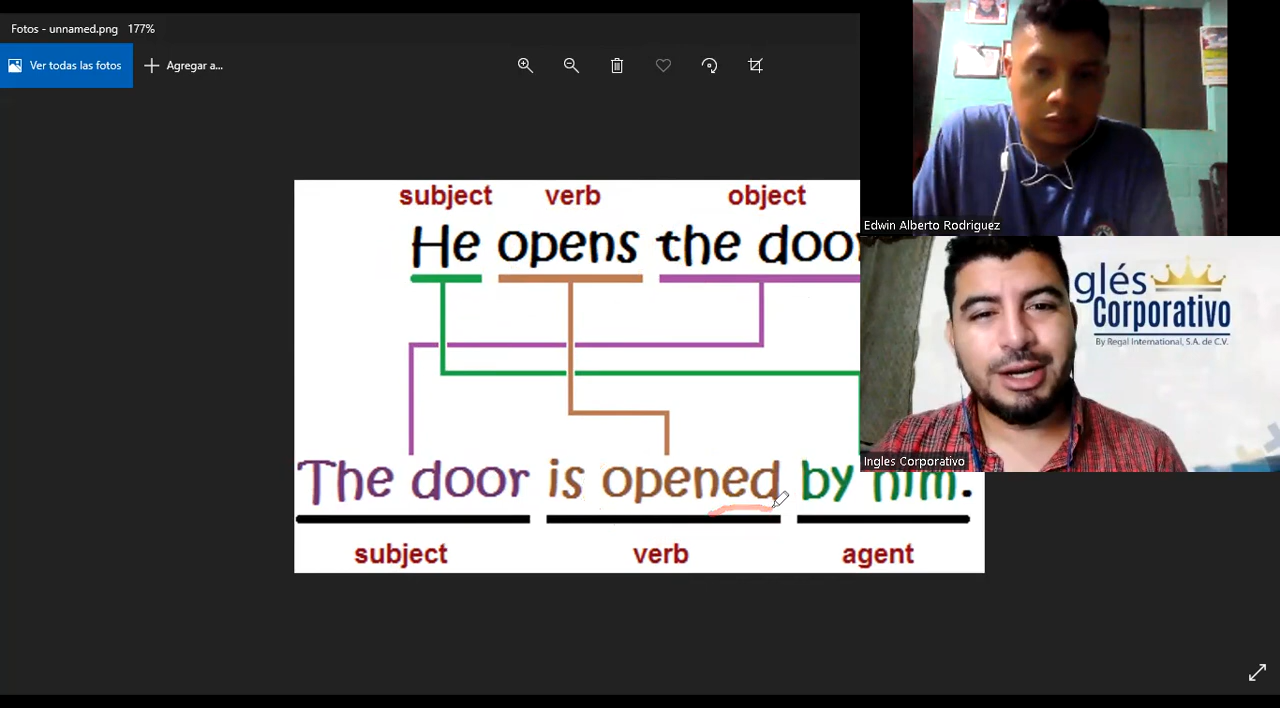 Fotos - unnamed.png 177%
Ver todas las fotos
Agregar a...
subject verb object
He opens the door
The door is opened by him.
subject verb agent
Edwin Alberto Rodriguez
glés
Corporativo
By Regal International, S.A. de C.V.
Ingles Corporativo